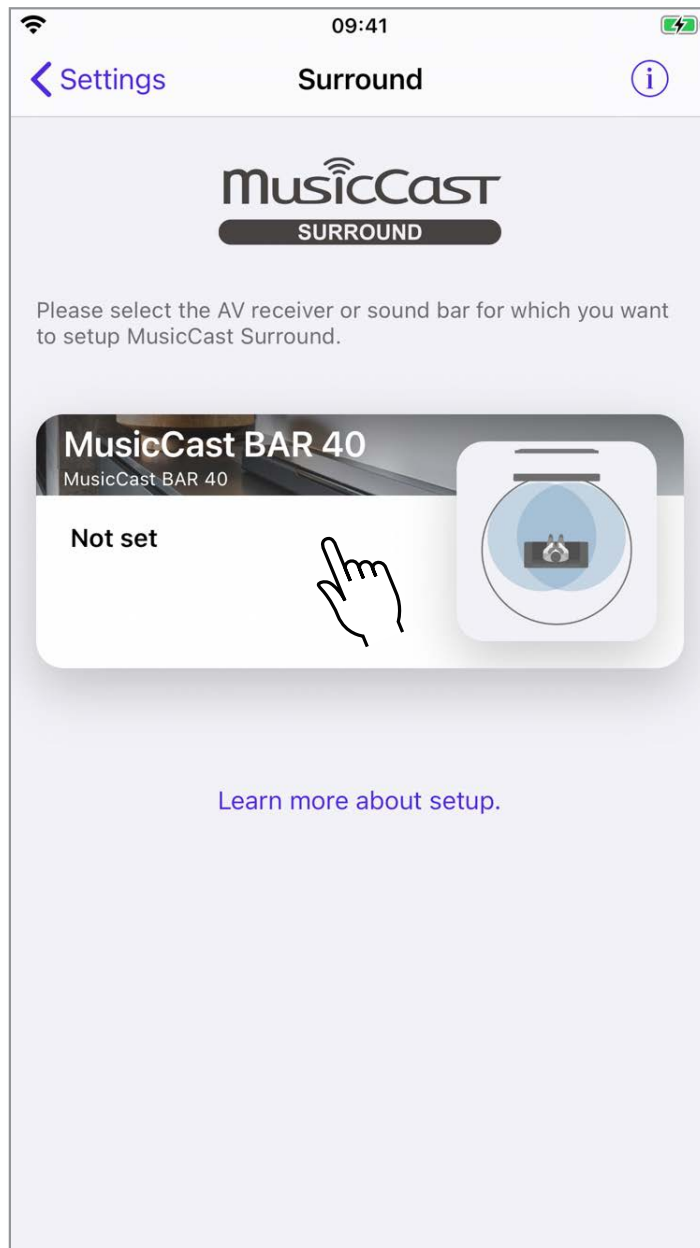 09:41
Settings
Surround
MusicCast
SURROUND
Please select the AV receiver or sound bar for which you want
to setup MusicCast Surround.
MusicCast BAR 40
MusicCast BAR 40
Not set
Learn more about setup.